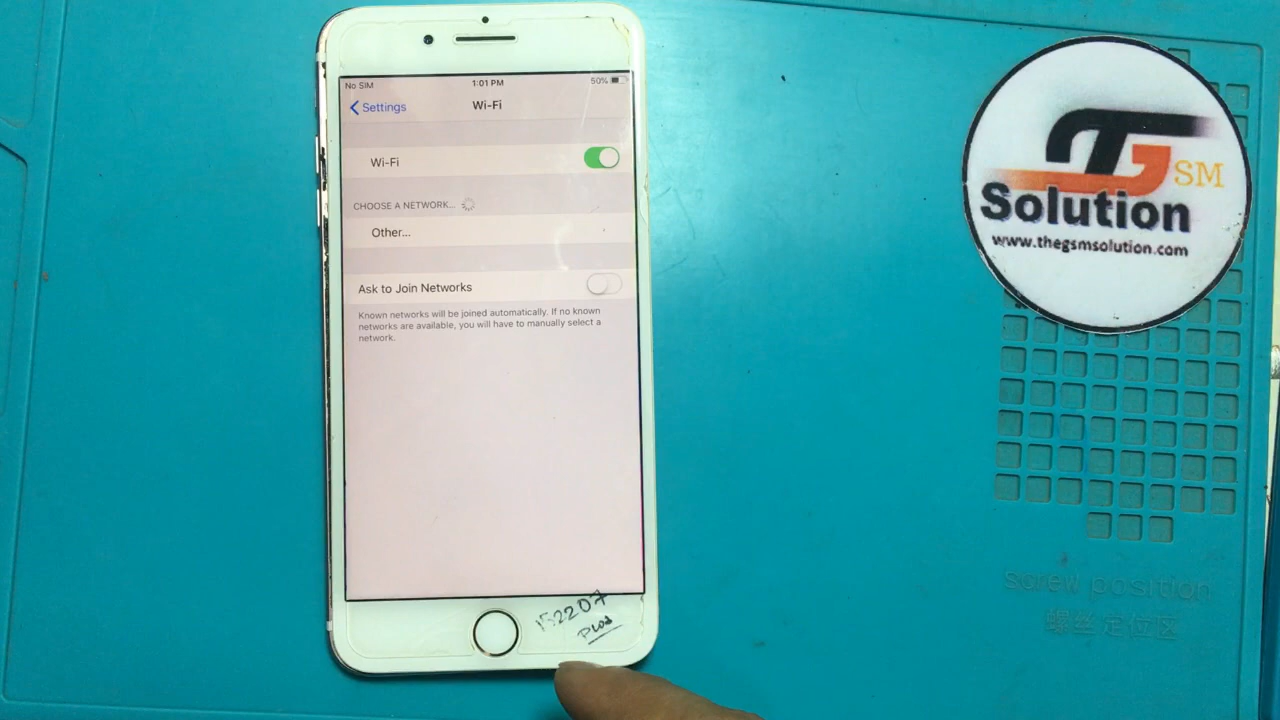 No SIM
1:01 PM
50%
Settings
Wi-Fi
Wi-Fi
CHOOSE A NETWORK...
Other...
Ask to Join Networks
Known networks will be joined automatically. If no known
networks are available, you will have to manually select a
network.
152207
Plus
GSM
Solution
www.thegsmsolution.com
Screw position
螺丝定位区